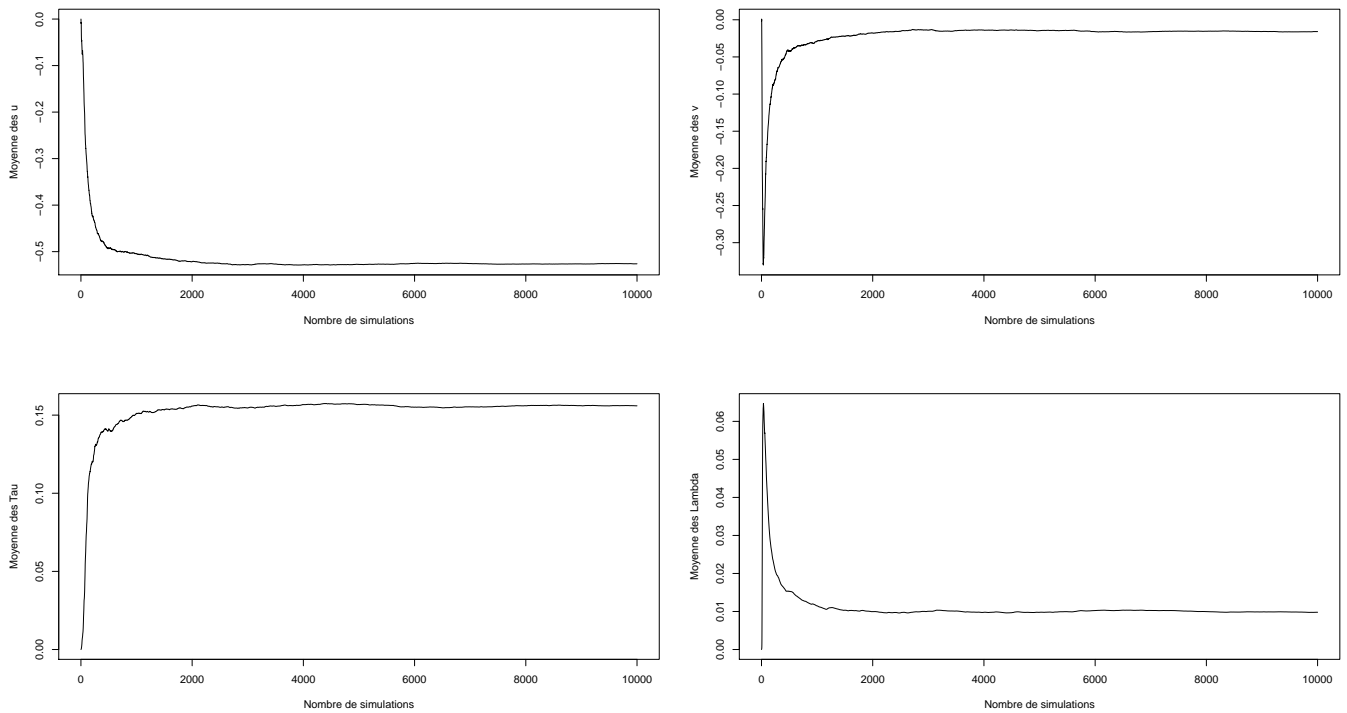 Moyenne des u
0.0
−0.1
−0.2
−0.3
−0.4
−0.5
0 2000 4000 6000 8000 10000
Nombre de simulations
Moyenne des v
0.00
−0.05
−0.10
−0.15
−0.20
−0.25
−0.30
0 2000 4000 6000 8000 10000
Nombre de simulations
Moyenne des Tau
0.15
0.10
0.05
0.00
0 2000 4000 6000 8000 10000
Nombre de simulations
Moyenne des Lambda
0.06
0.05
0.04
0.03
0.02
0.01
0.00
0 2000 4000 6000 8000 10000
Nombre de simulations